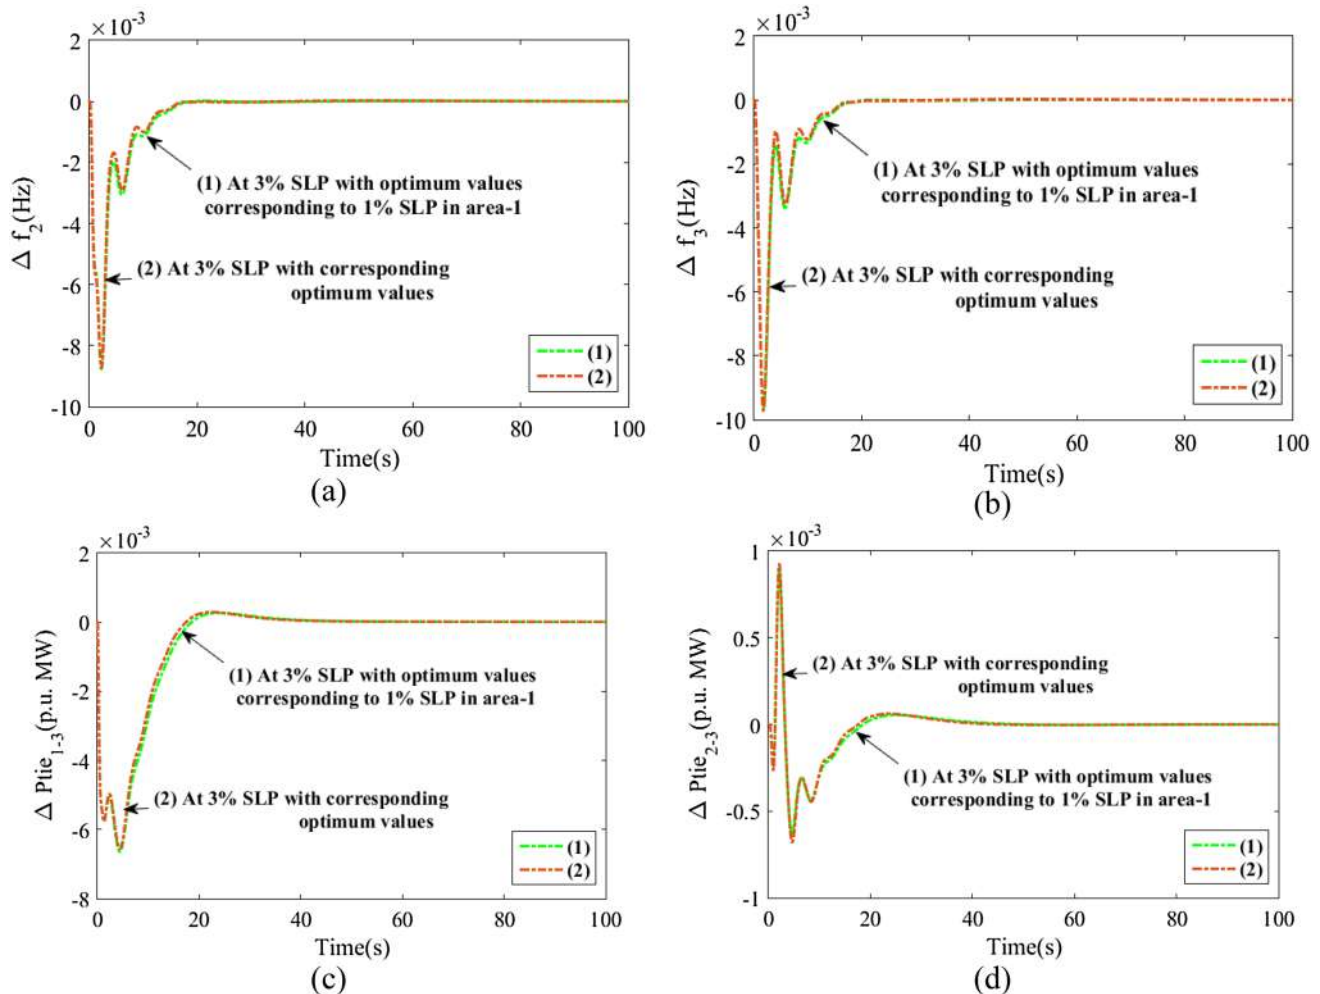 ×10⁻³
2
0
-2
-4
-6
-8
-10
Δ f₂(Hz)
(1) At 3% SLP with optimum values
corresponding to 1% SLP in area-1
(2) At 3% SLP with corresponding
optimum values
(1)
(2)
0 20 40 60 80 100
Time(s)
(a)
×10⁻³
2
0
-2
-4
-6
-8
-10
Δ f₃(Hz)
(1) At 3% SLP with optimum values
corresponding to 1% SLP in area-1
(2) At 3% SLP with corresponding
optimum values
(1)
(2)
0 20 40 60 80 100
Time(s)
(b)
×10⁻³
2
0
-2
-4
-6
-8
Δ Ptie₁₋₃(p.u. MW)
(1) At 3% SLP with optimum values
corresponding to 1% SLP in area-1
(2) At 3% SLP with corresponding
optimum values
(1)
(2)
0 20 40 60 80 100
Time(s)
(c)
×10⁻³
1
0.5
0
-0.5
-1
Δ Ptie₂₋₃(p.u. MW)
(2) At 3% SLP with corresponding
optimum values
(1) At 3% SLP with optimum values
corresponding to 1% SLP in area-1
(1)
(2)
0 20 40 60 80 100
Time(s)
(d)